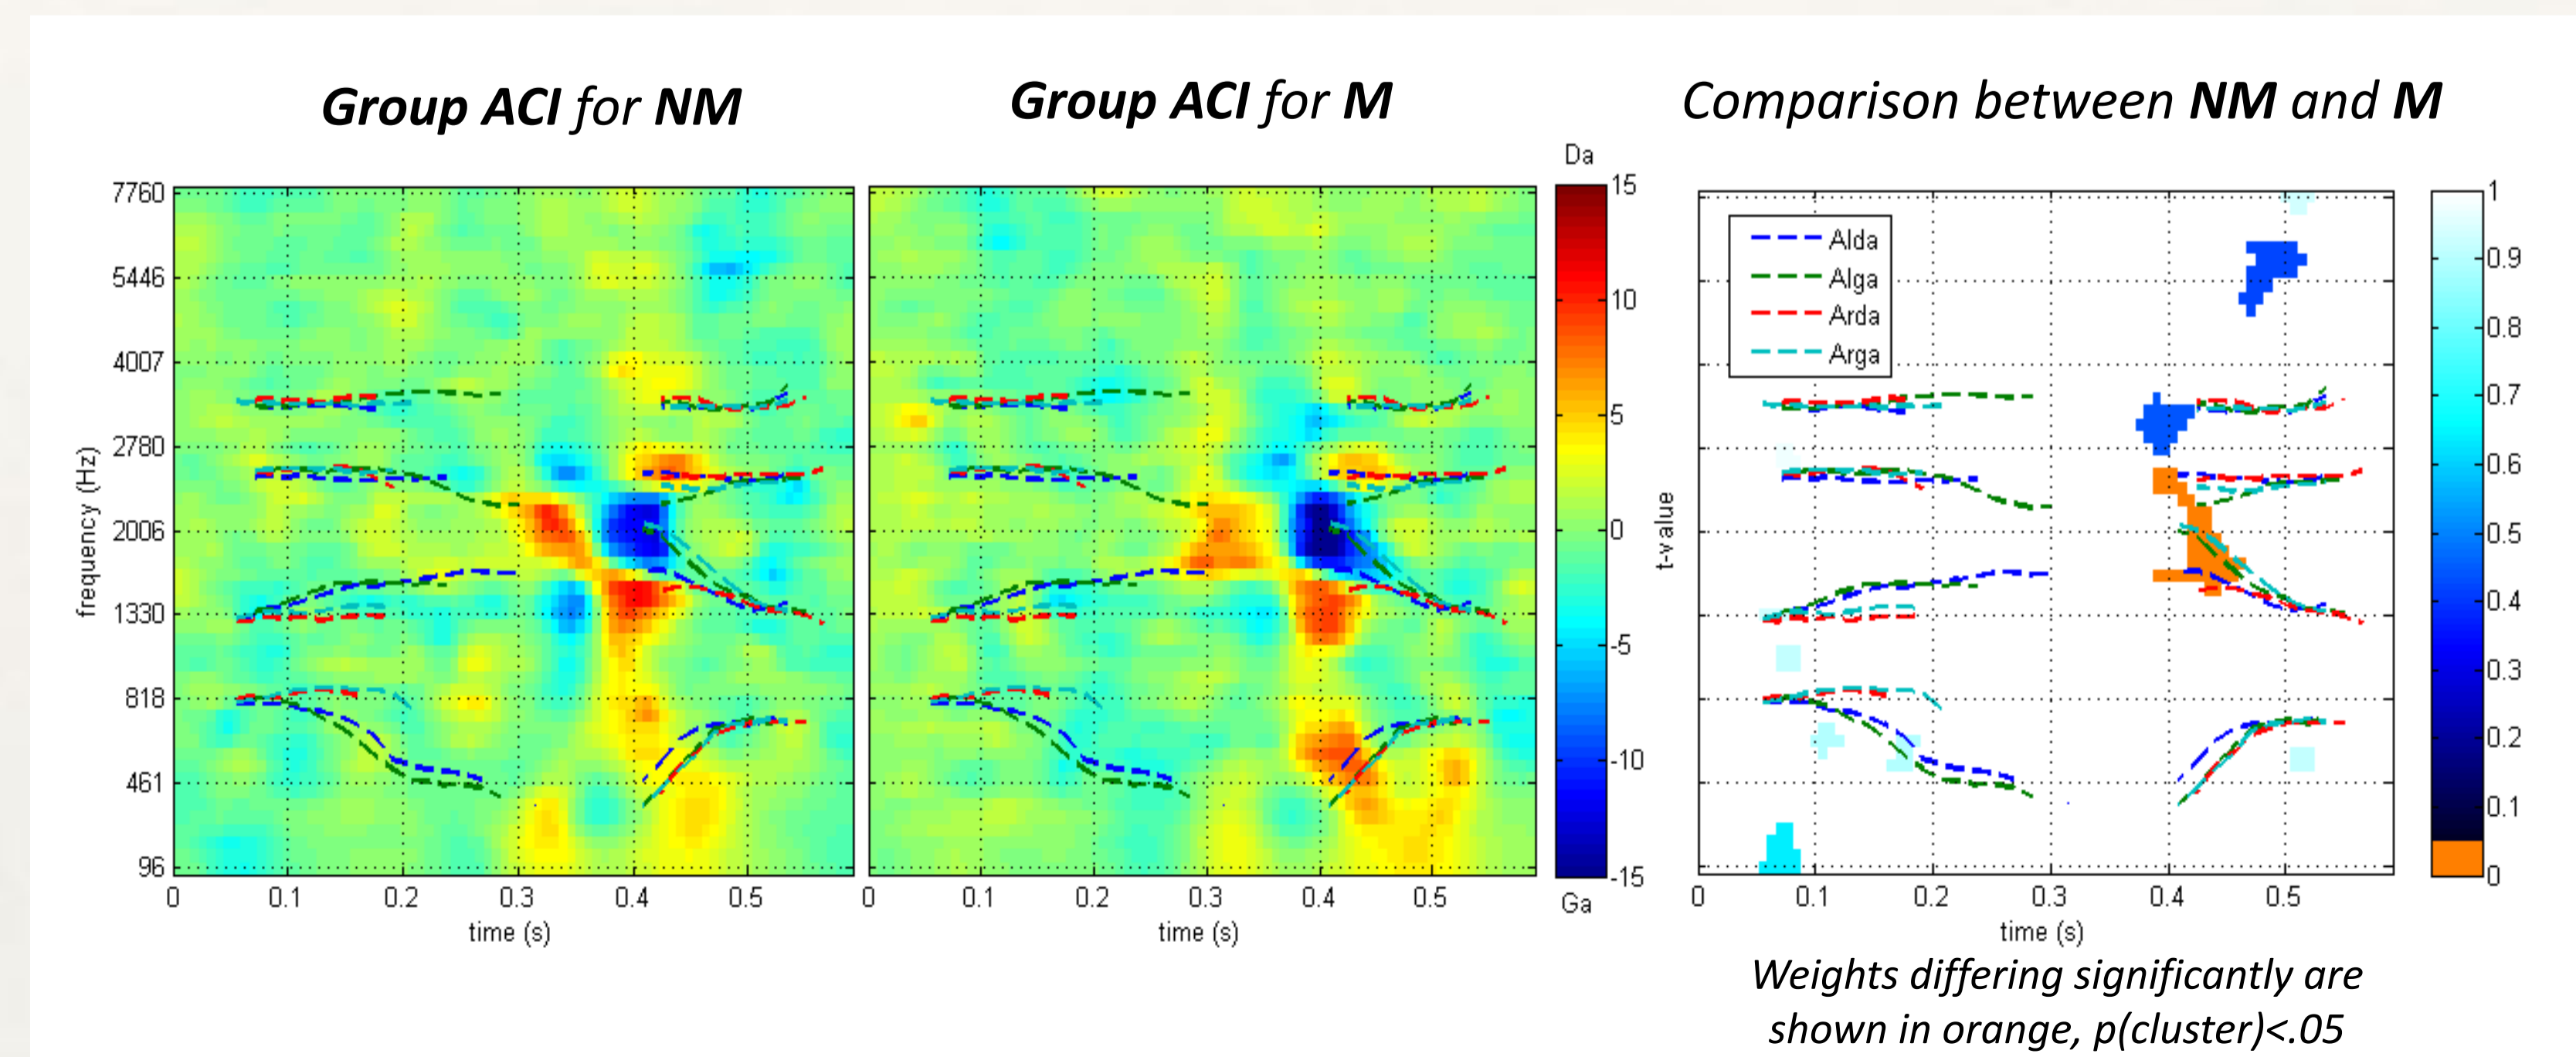 Group ACI for NM
Group ACI for M
Comparison between NM and M
frequency (Hz)
7760
5446
4007
2780
2006
1330
818
461
96
0 0.1 0.2 0.3 0.4 0.5
time (s)
0 0.1 0.2 0.3 0.4 0.5
time (s)
Da
15
10
5
0
-5
-10
-15
Ga
t-value
Alda
Alga
Arda
Arga
0 0.1 0.2 0.3 0.4 0.5
time (s)
1
0.9
0.8
0.7
0.6
0.5
0.4
0.3
0.2
0.1
0
Weights differing significantly are
shown in orange, p(cluster)<.05